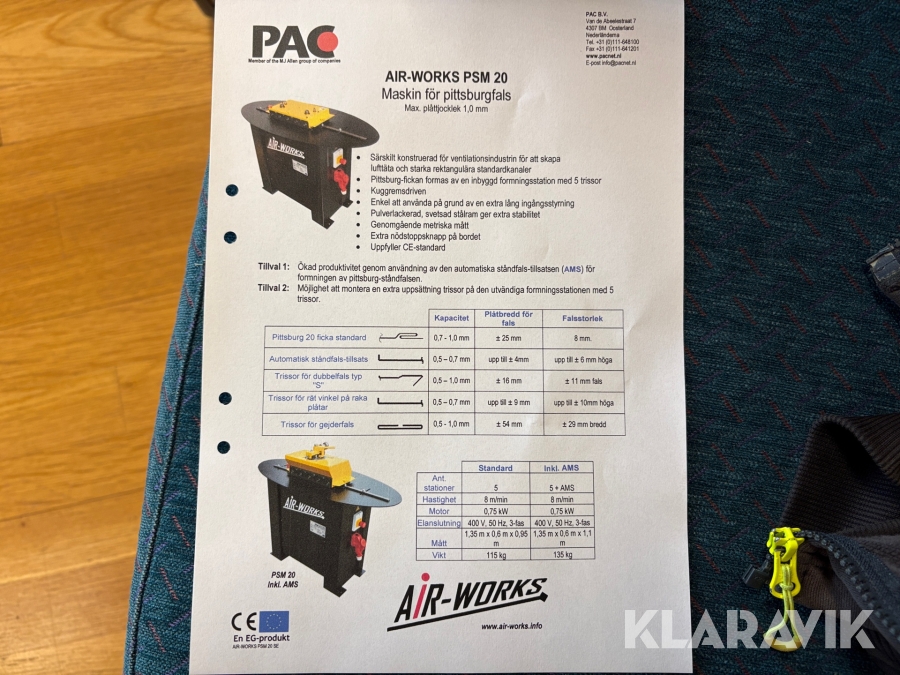 PAC
Member of the MJ Allen group of companies
PAC B.V.
Van de Abeelestraat 7
4307 BM Oosterland
Nederländerna
Tel. +31 (0)111-648100
Fax +31 (0)111-641201
www.pacnet.nl
E-post info@pacnet.nl
AIR-WORKS PSM 20
Maskin för pittsburgfals
Max. plåttjocklek 1,0 mm
AiR-WORKS
• Särskilt konstruerad för ventilationsindustrin för att skapa
lufttäta och starka rektangulära standardkanaler
• Pittsburg-fickan formas av en inbyggd formningsstation med 5 trissor
• Kuggremsdriven
• Enkel att använda på grund av en extra lång ingångsstyrning
• Pulverlackerad, svetsad stålram ger extra stabilitet
• Genomgående metriska mått
• Extra nödstoppsknapp på bordet
• Uppfyller CE-standard
Tillval 1: Ökad produktivitet genom användning av den automatiska ståndfals-tillsatsen (AMS) för
formningen av pittsburg-ståndfalsen.
Tillval 2: Möjlighet att montera en extra uppsättning trissor på den utvändiga formningsstationen med 5
trissor.
Kapacitet Plåtbredd för fals Falsstorlek
Pittsburg 20 ficka standard 0,7 - 1,0 mm ± 25 mm 8 mm.
Automatisk ståndfals-tillsats 0,5 – 0,7 mm upp till ± 4mm upp till ± 6 mm höga
Trissor för dubbelfals typ "S" 0,5 – 1,0 mm ± 16 mm ± 11 mm fals
Trissor för rät vinkel på raka plåtar 0,5 – 0,7 mm upp till ± 9 mm upp till ± 10mm höga
Trissor för gejderfals 0,5 - 1,0 mm ± 54 mm ± 29 mm bredd
AiR-WORKS
PSM 20
Inkl. AMS
Standard Inkl. AMS
Ant. stationer 5 5 + AMS
Hastighet 8 m/min 8 m/min
Motor 0,75 kW 0,75 kW
Elanslutning 400 V, 50 Hz, 3-fas 400 V, 50 Hz, 3-fas
Mått 1,35 m x 0,6 m x 0,95 m 1,35 m x 0,6 m x 1,1 m
Vikt 115 kg 135 kg
CE
En EG-produkt
AIR-WORKS PSM 20 SE
AiR-WORKS
www.air-works.info
KLARAVIK